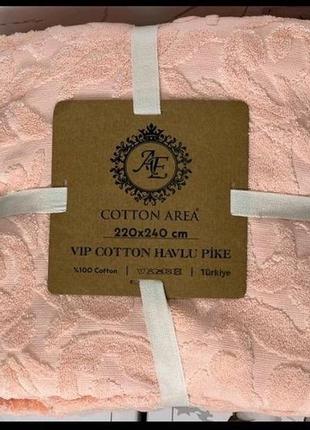 AE
COTTON AREA®
220x240 cm
VIP COTTON HAVLU PİKE
%100 Cotton | | Türkiye